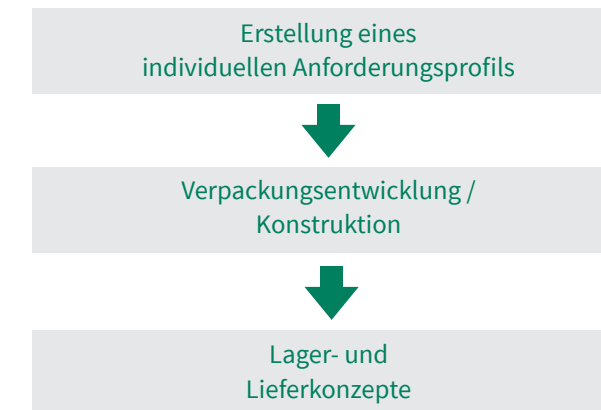 Erstellung eines
individuellen Anforderungsprofils
Verpackungsentwicklung /
Konstruktion
Lager- und
Lieferkonzepte